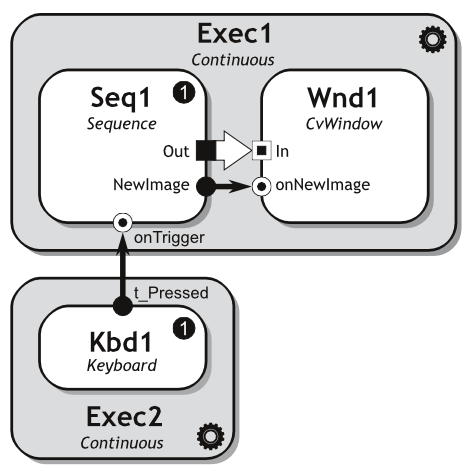 Exec1
Continuous
Seq1
1
Sequence
Wnd1
CvWindow
Out
In
NewImage
onNewImage
onTrigger
t_Pressed
Kbd1
1
Keyboard
Exec2
Continuous